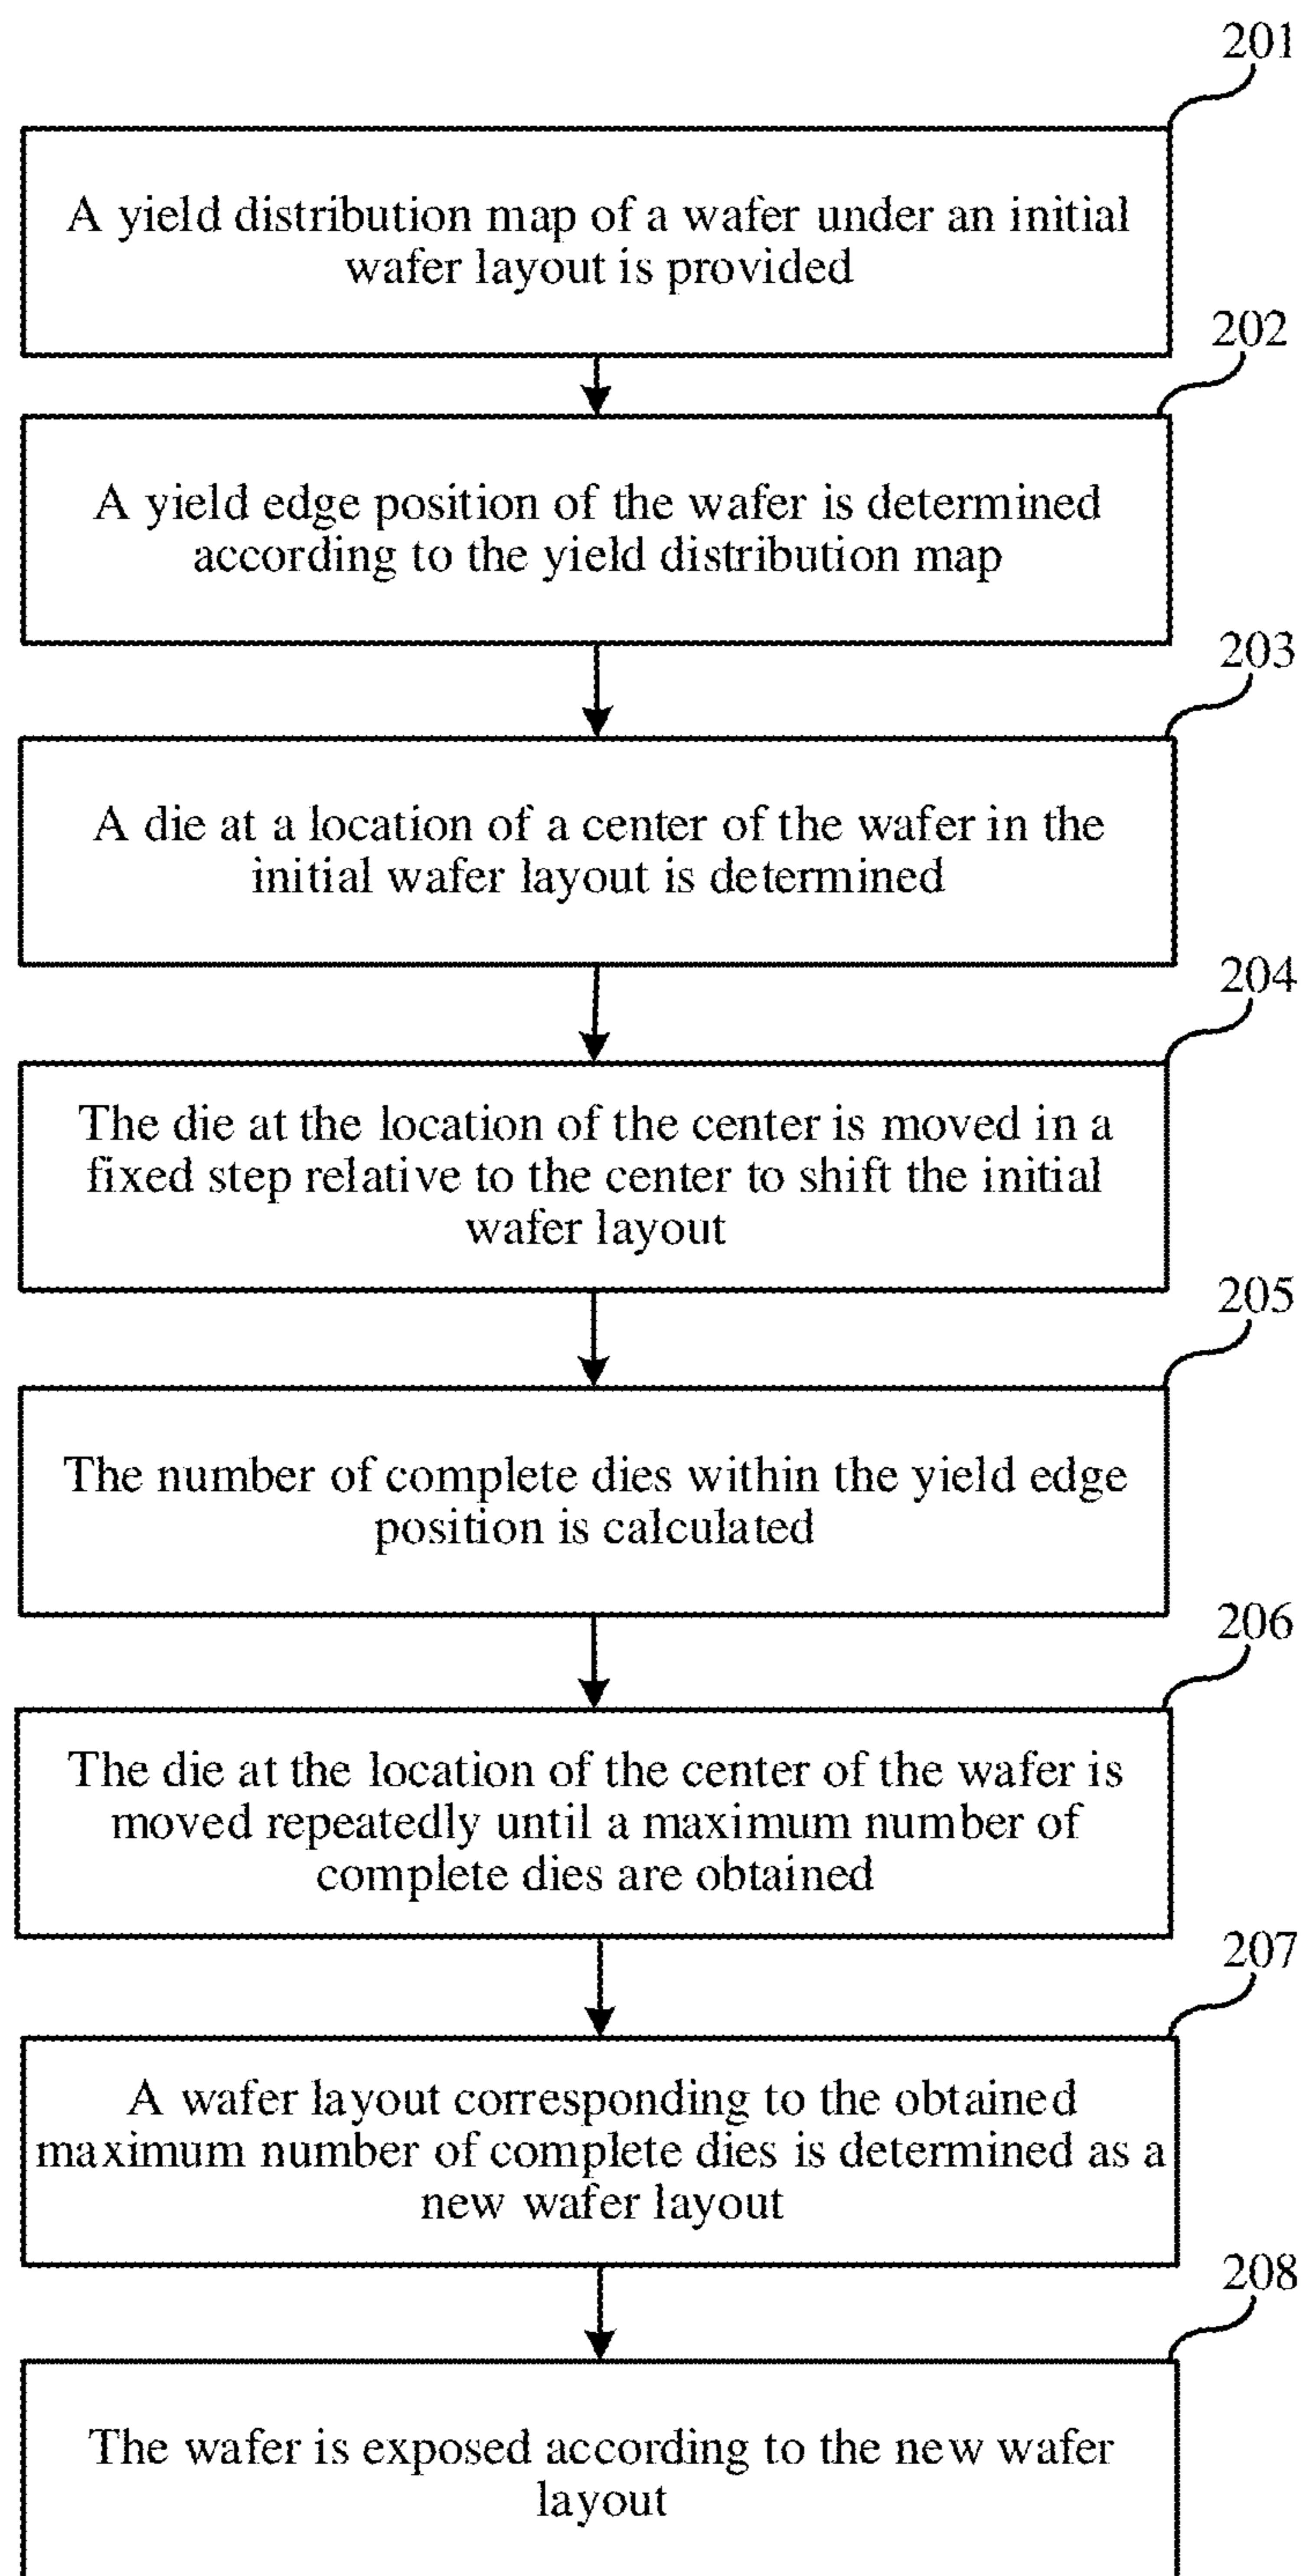 201
A yield distribution map of a wafer under an initial
wafer layout is provided
202
A yield edge position of the wafer is determined
according to the yield distribution map
203
A die at a location of a center of the wafer in the
initial wafer layout is determined
204
The die at the location of the center is moved in a
fixed step relative to the center to shift the initial
wafer layout
205
The number of complete dies within the yield edge
position is calculated
206
The die at the location of the center of the wafer is
moved repeatedly until a maximum number of
complete dies are obtained
207
A wafer layout corresponding to the obtained
maximum number of complete dies is determined as a
new wafer layout
208
The wafer is exposed according to the new wafer
layout